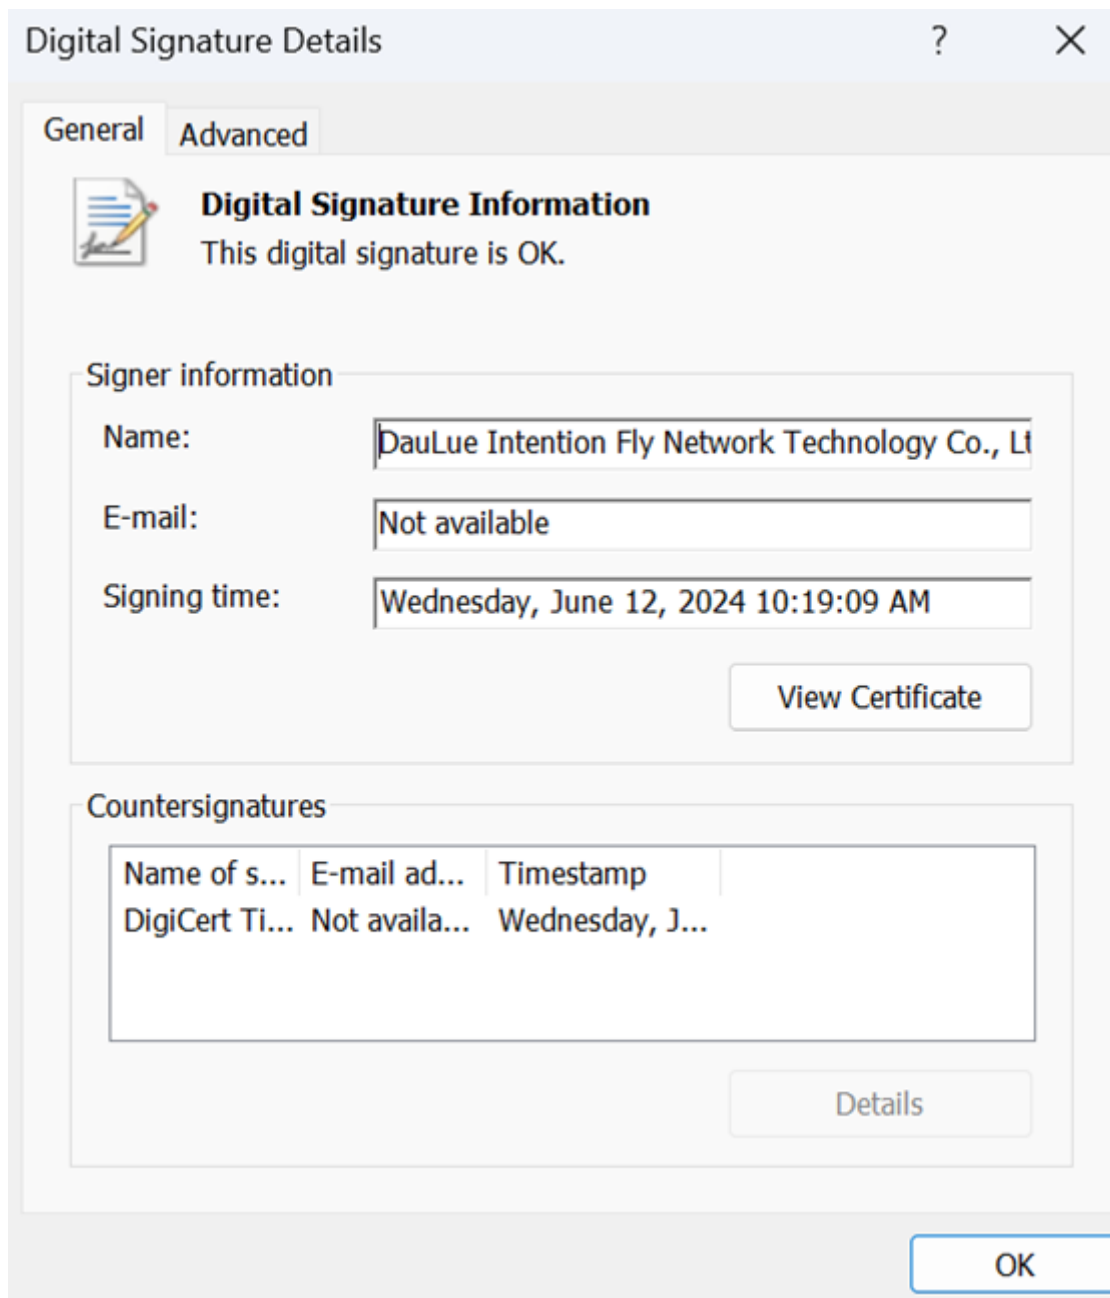 Digital Signature Details ?
General Advanced
Digital Signature Information
This digital signature is OK.
Signer information
Name: DauLue Intention Fly Network Technology Co., Lt
E-mail: Not available
Signing time: Wednesday, June 12, 2024 10:19:09 AM
View Certificate
Countersignatures
Name of s... E-mail ad... Timestamp
DigiCert Ti... Not availa... Wednesday, J...
Details
OK